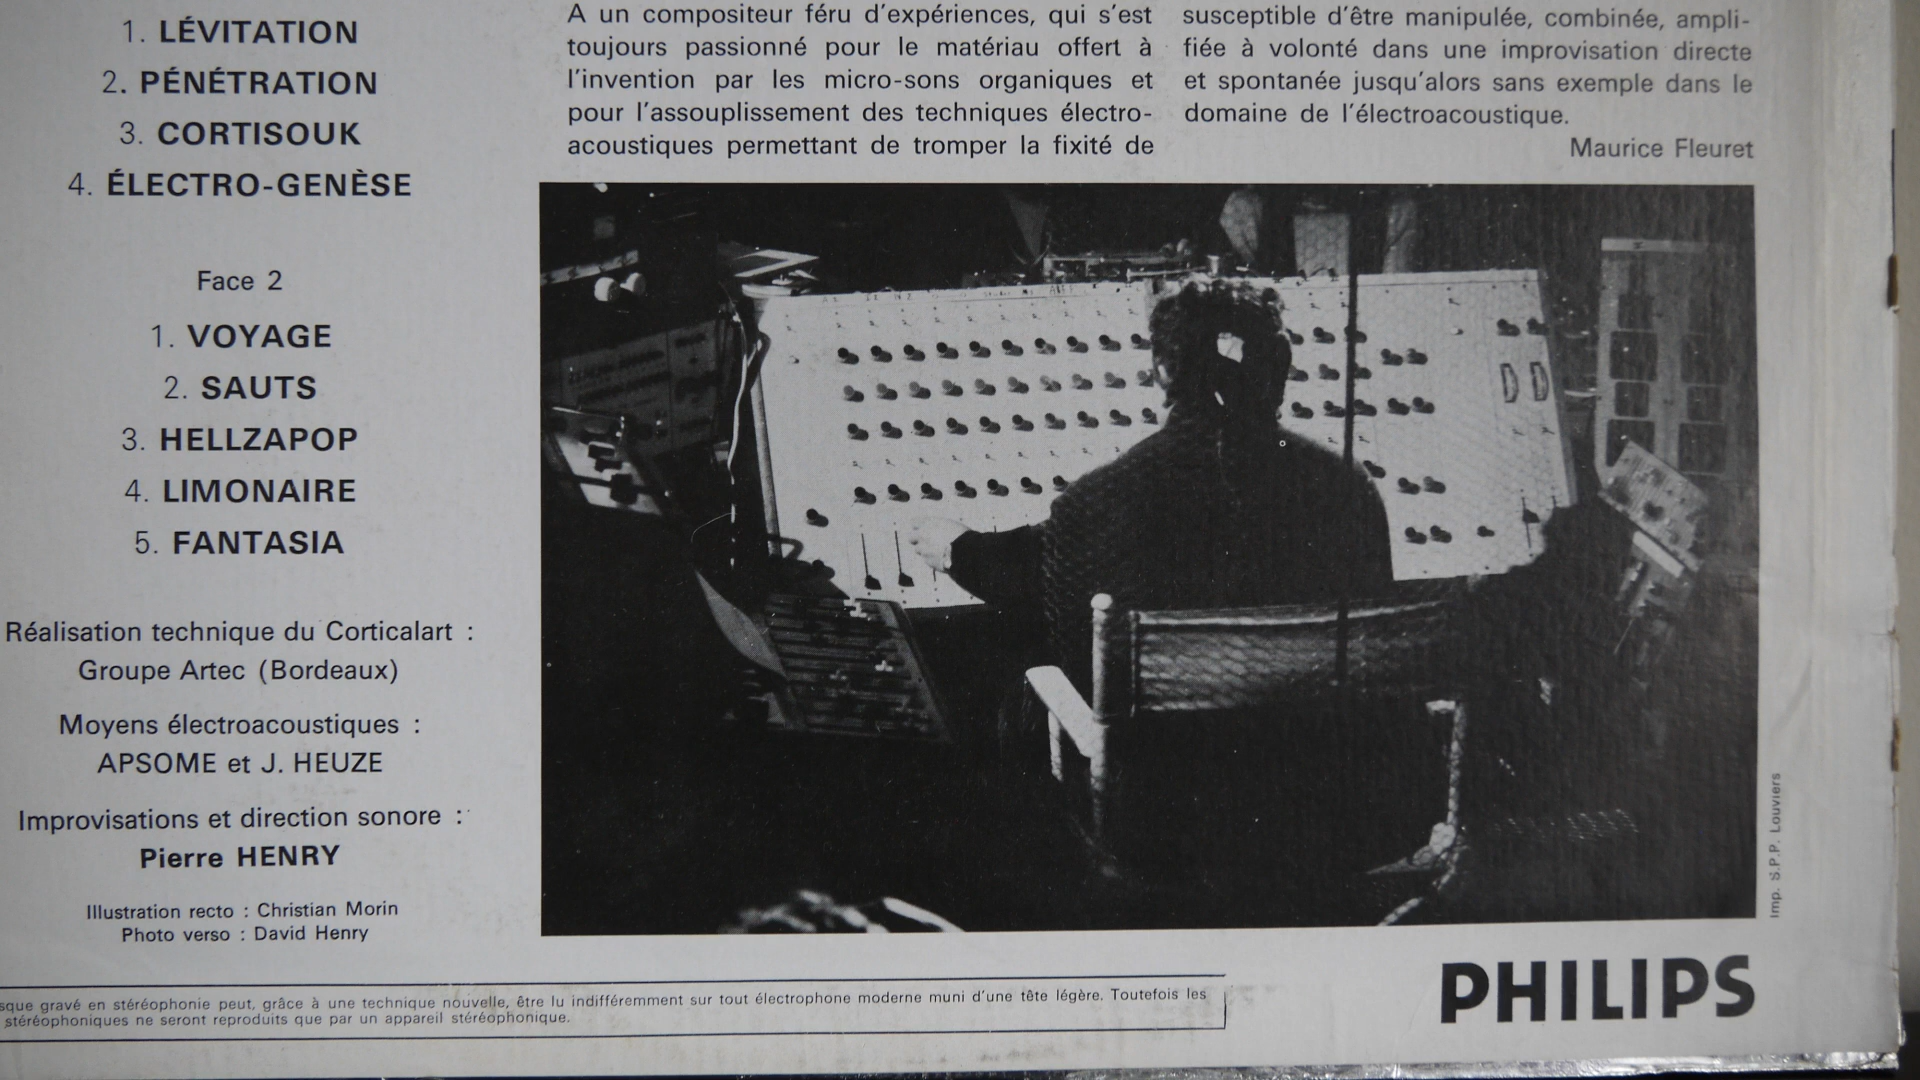 1. LÉVITATION
2. PÉNÉTRATION
3. CORTISOUK
4. ÉLECTRO-GENÈSE
Face 2
1. VOYAGE
2. SAUTS
3. HELLZAPOP
4. LIMONAIRE
5. FANTASIA
Réalisation technique du Corticalart :
Groupe Artec (Bordeaux)
Moyens électroacoustiques :
APSOME et J. HEUZE
Improvisations et direction sonore :
Pierre HENRY
Illustration recto : Christian Morin
Photo verso : David Henry
A un compositeur féru d'expériences, qui s'est
toujours passionné pour le matériau offert à
l'invention par les micro-sons organiques et
pour l'assouplissement des techniques électro-
acoustiques permettant de tromper la fixité de
susceptible d'être manipulée, combinée, ampli-
fiée à volonté dans une improvisation directe
et spontanée jusqu'alors sans exemple dans le
domaine de l'électroacoustique.
Maurice Fleuret
Imp. S.P.P. Louviers
sque gravé en stéréophonie peut, grâce à une technique nouvelle, être lu indifféremment sur tout électrophone moderne muni d'une tête légère. Toutefois les
stéréophoniques ne seront reproduits que par un appareil stéréophonique.
PHILIPS